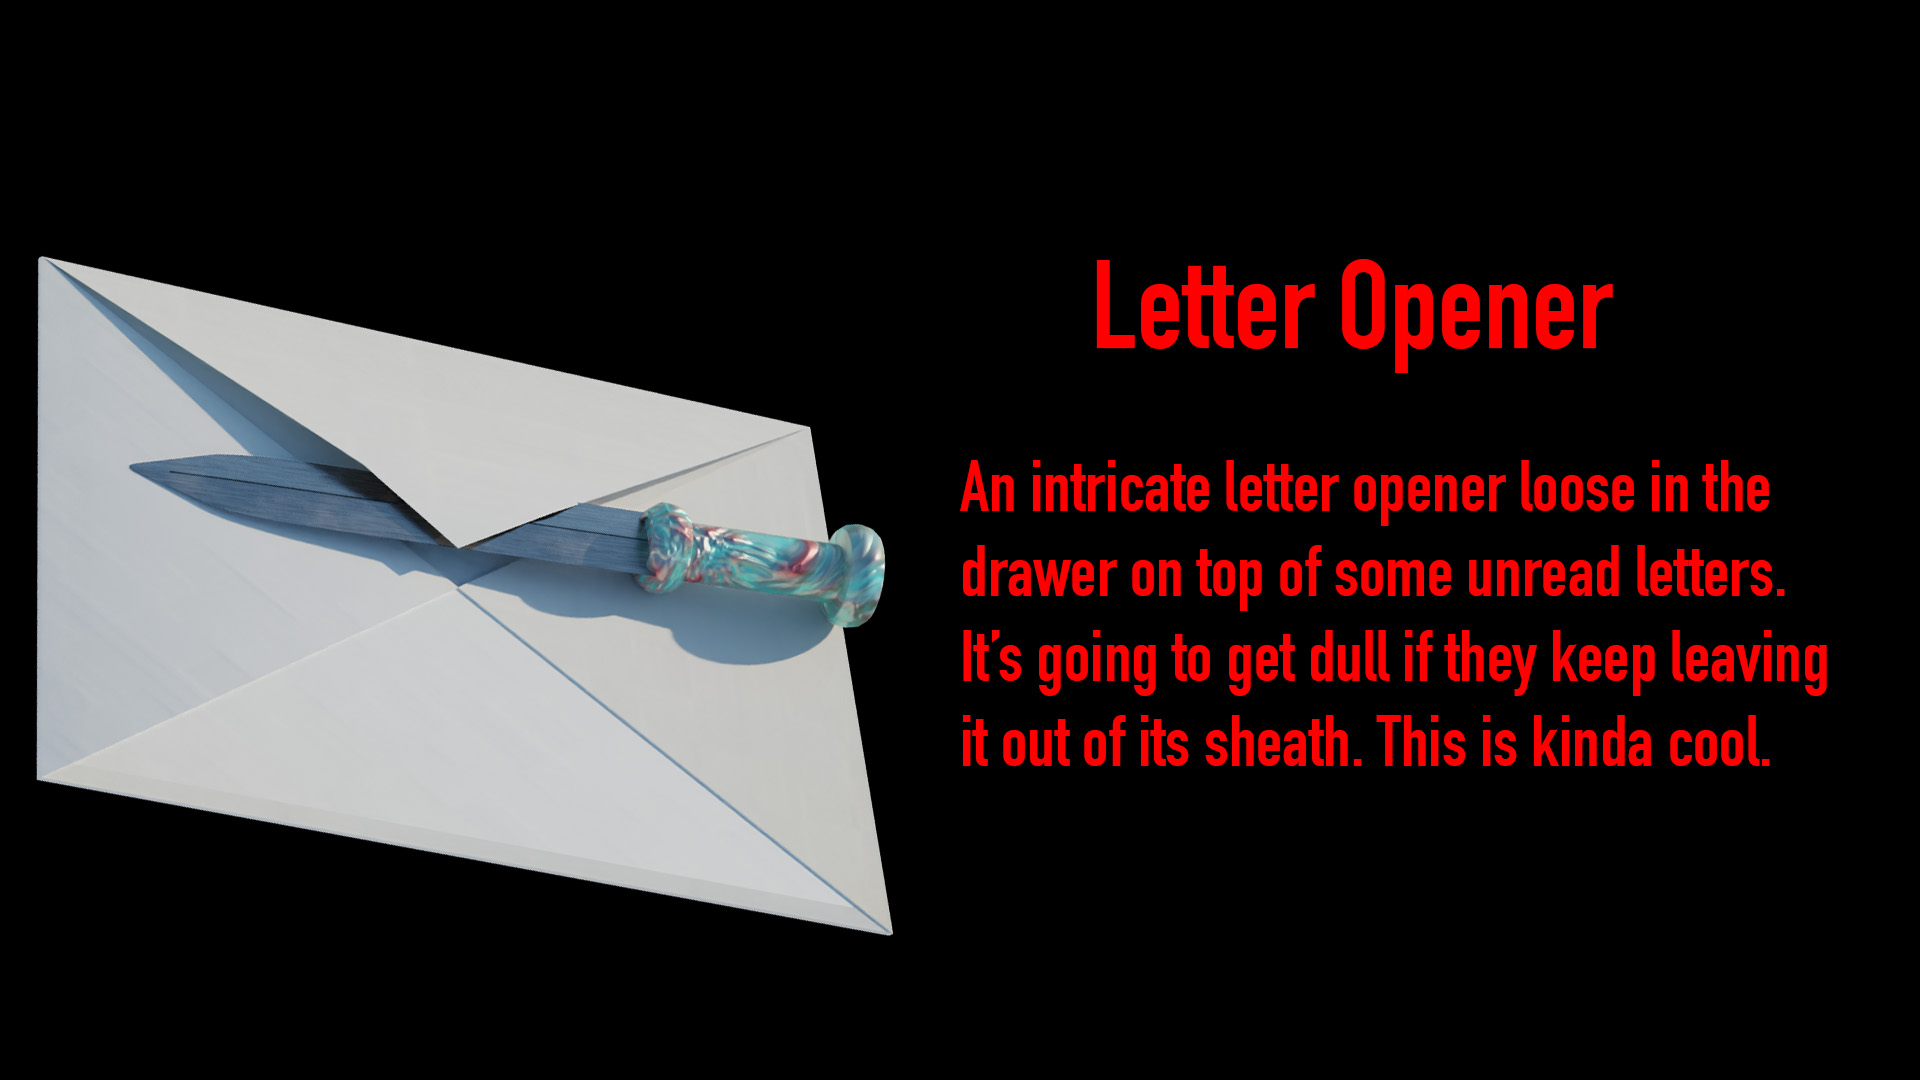 Letter Opener
An intricate letter opener loose in the
drawer on top of some unread letters.
It’s going to get dull if they keep leaving
it out of its sheath. This is kinda cool.